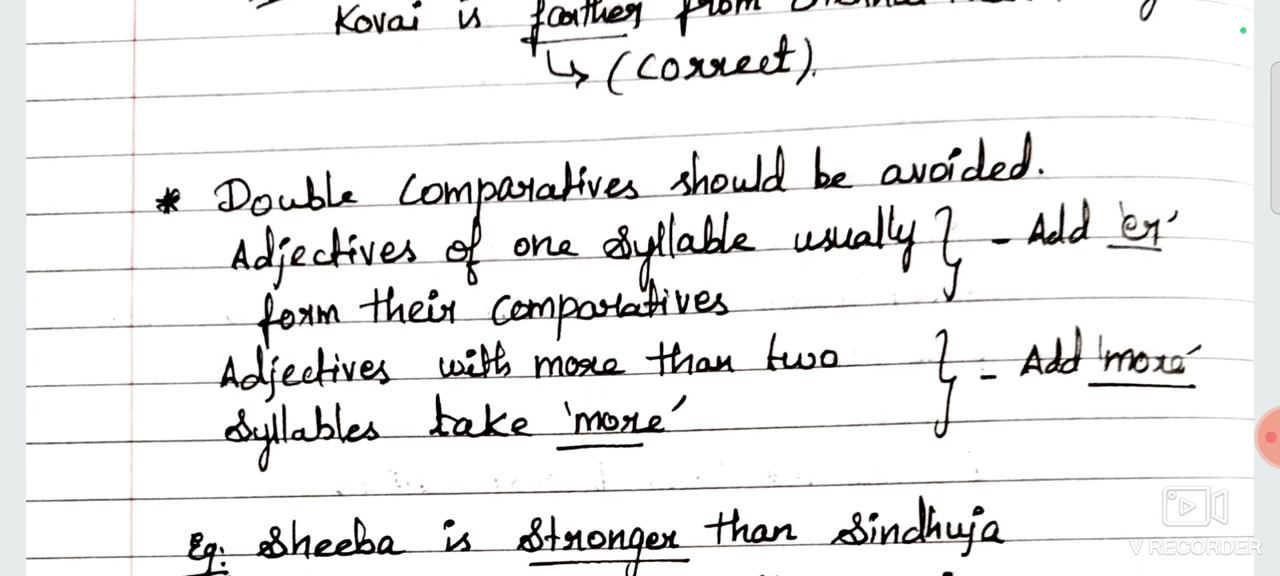 Kovai is farther from
↳ (correct).
* Double Comparatives should be avoided.
Adjectives of one syllable usually } - Add 'er'
form their comparatives
Adjectives with more than two } - Add 'more'
syllables take 'more'
Eg: Sheeba is Stronger than Sindhuja
V RECORDER